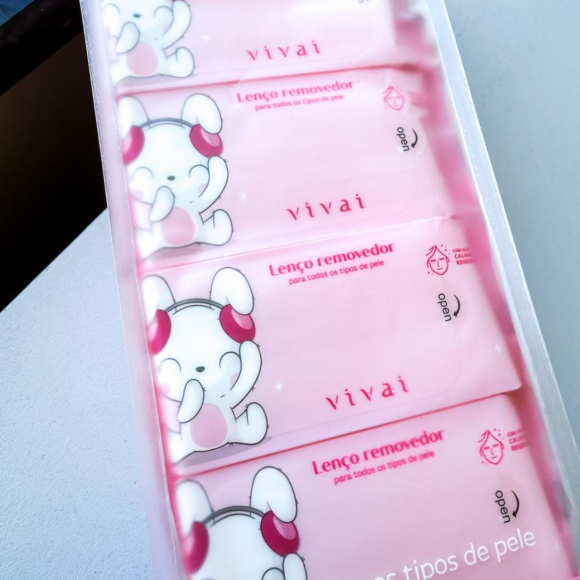 vivai
Lenço removedor
para todos os tipos de pele
open
vivai
Lenço removedor
para todos os tipos de pele
open
vivai
Lenço removedor
para todos os tipos de pele
open
os tipos de pele